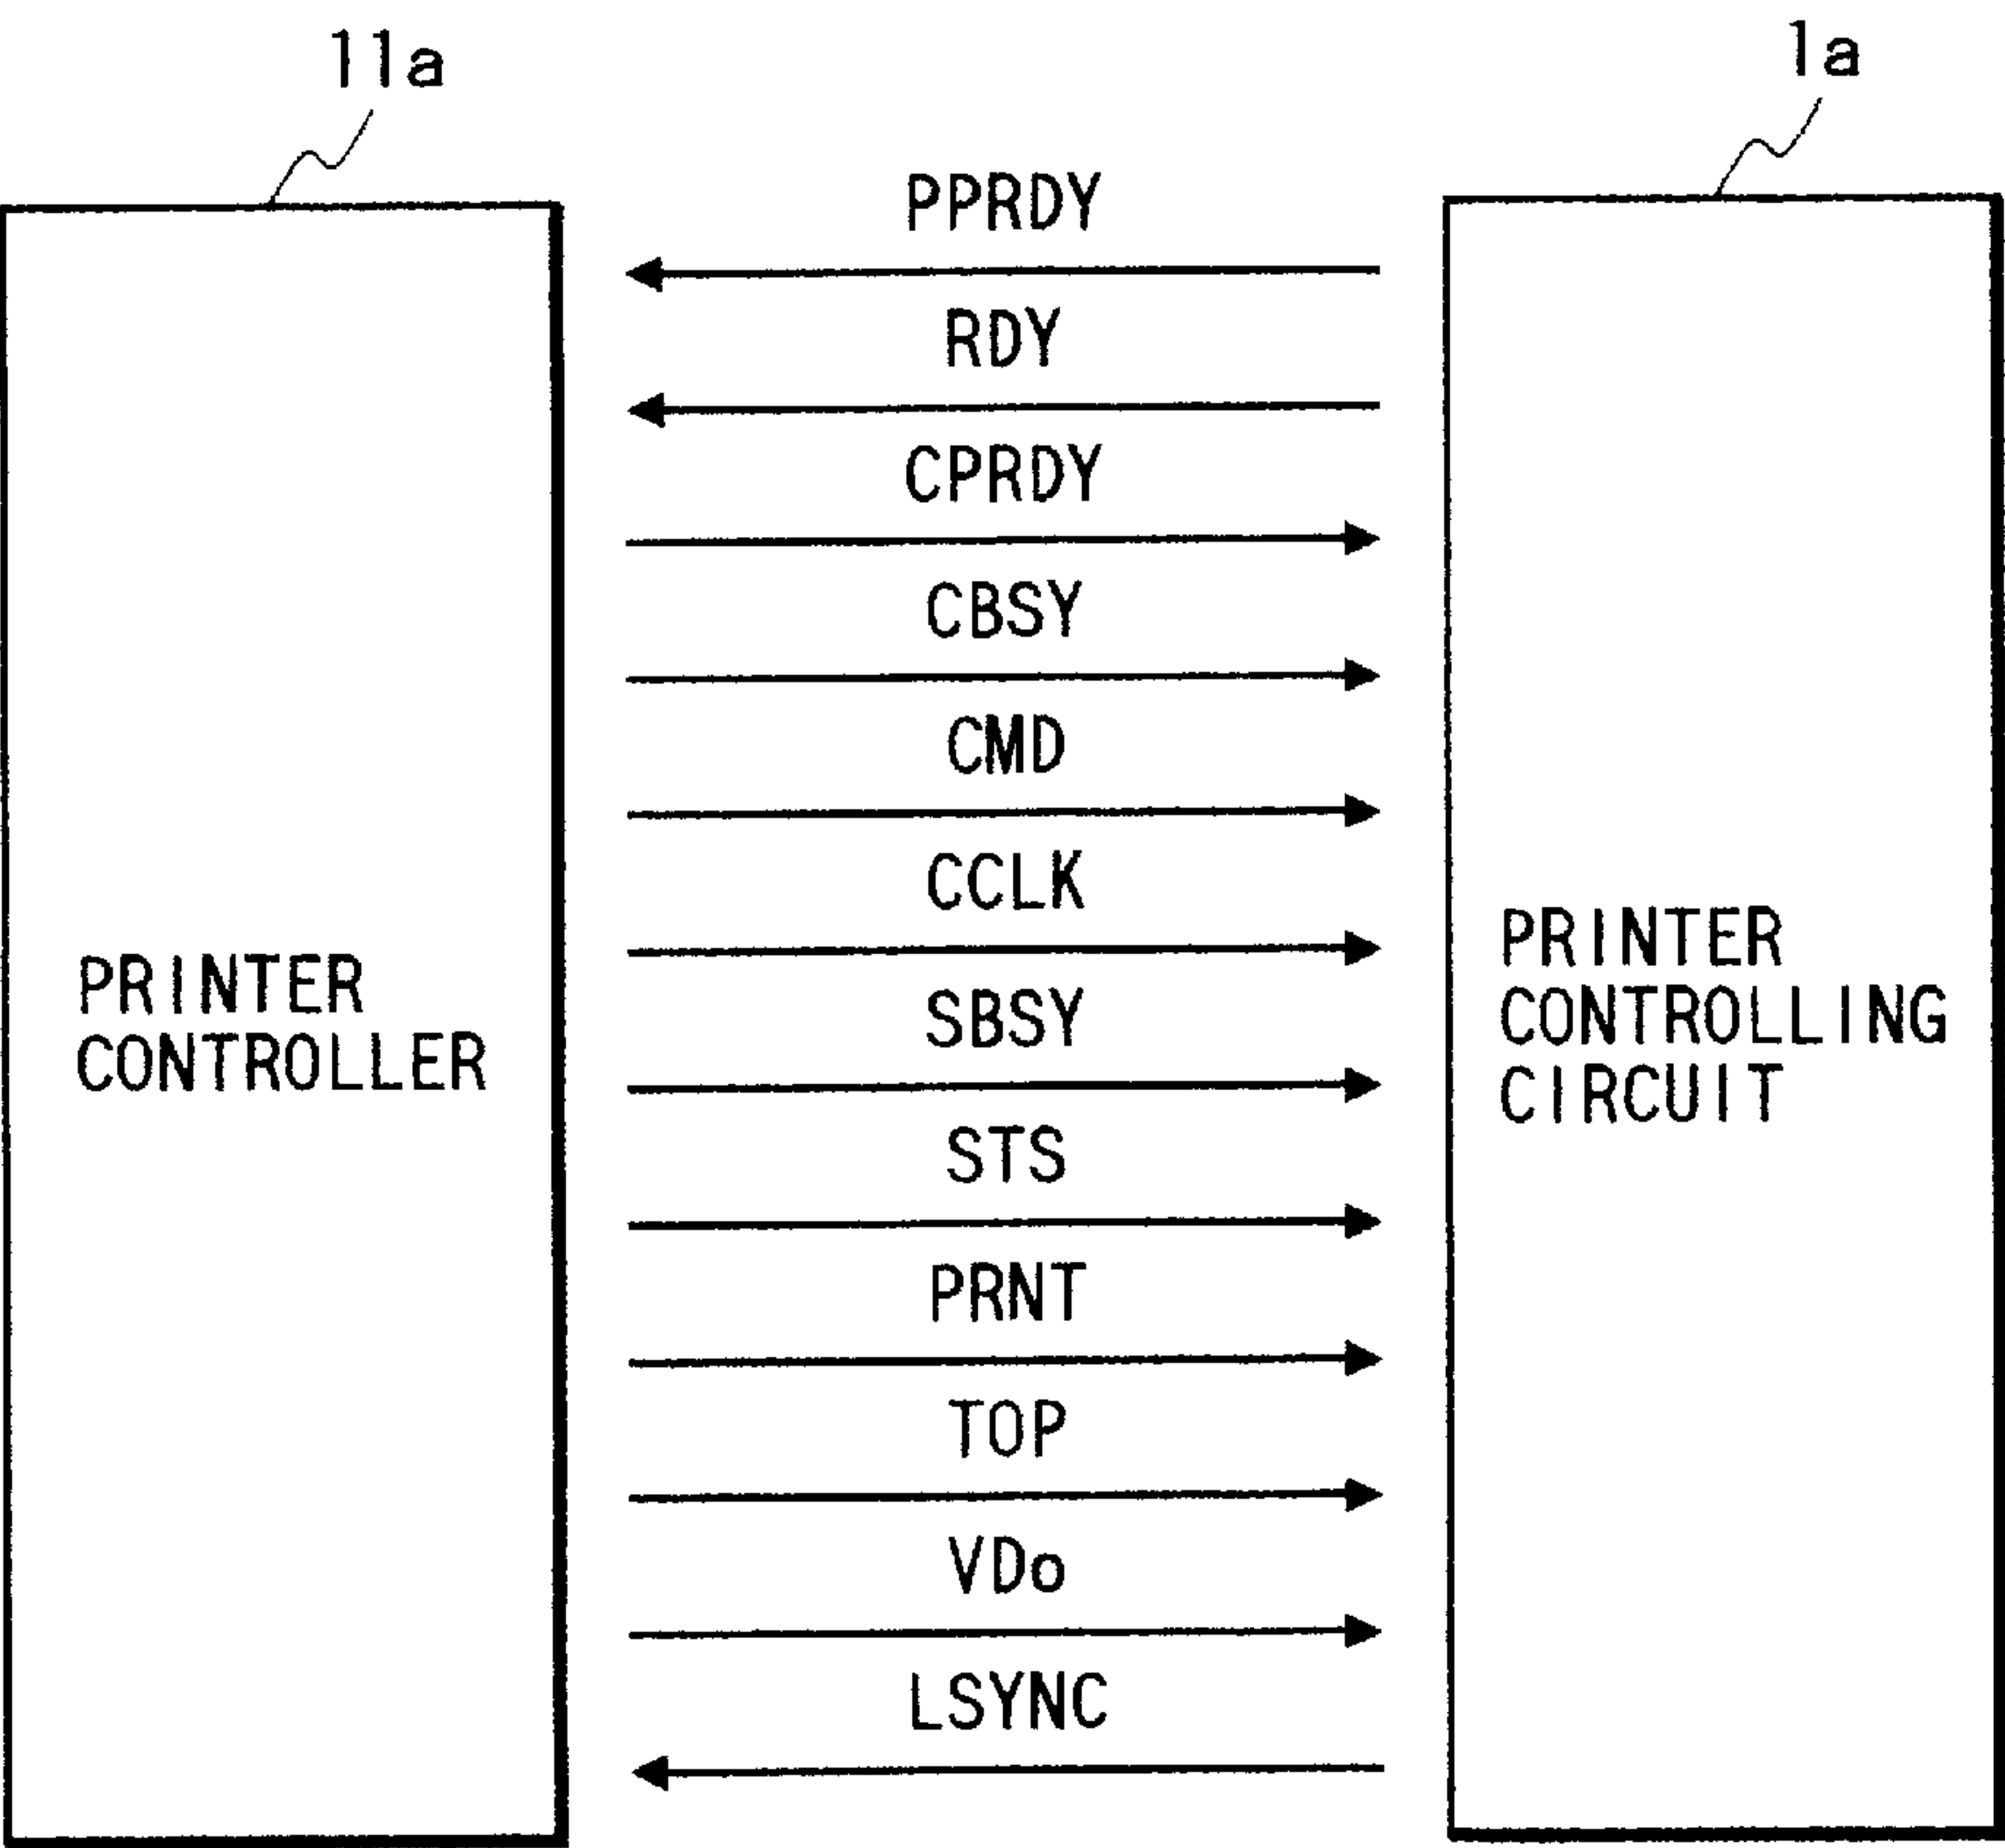 11a
1a
PPRDY
RDY
CPRDY
CBSY
CMD
CCLK
SBSY
STS
PRNT
TOP
VDo
LSYNC
PRINTER
CONTROLLER
PRINTER
CONTROLLING
CIRCUIT